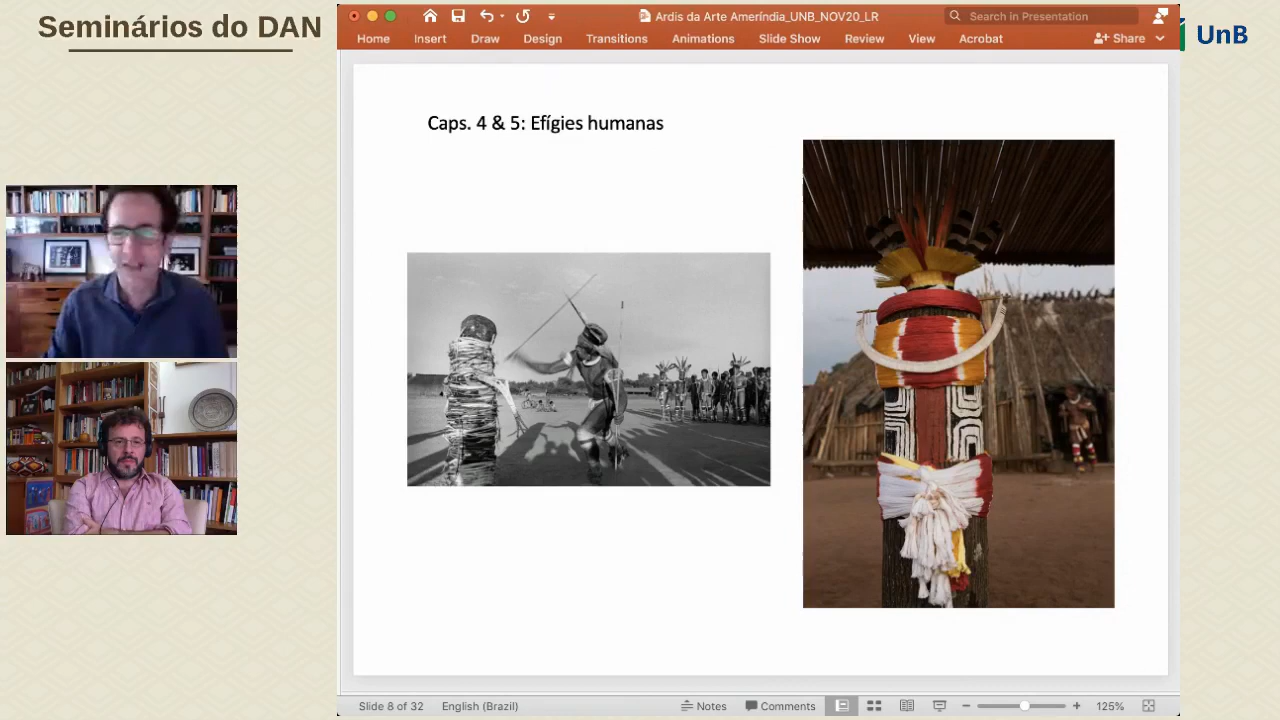 Seminários do DAN
Ardis da Arte Ameríndia_UNB_NOV20_LR
Search in Presentation
UnB
Home Insert Draw Design Transitions Animations Slide Show Review View Acrobat Share
Caps. 4 & 5: Efígies humanas
Slide 8 of 32 English (Brazil) Notes Comments 125%